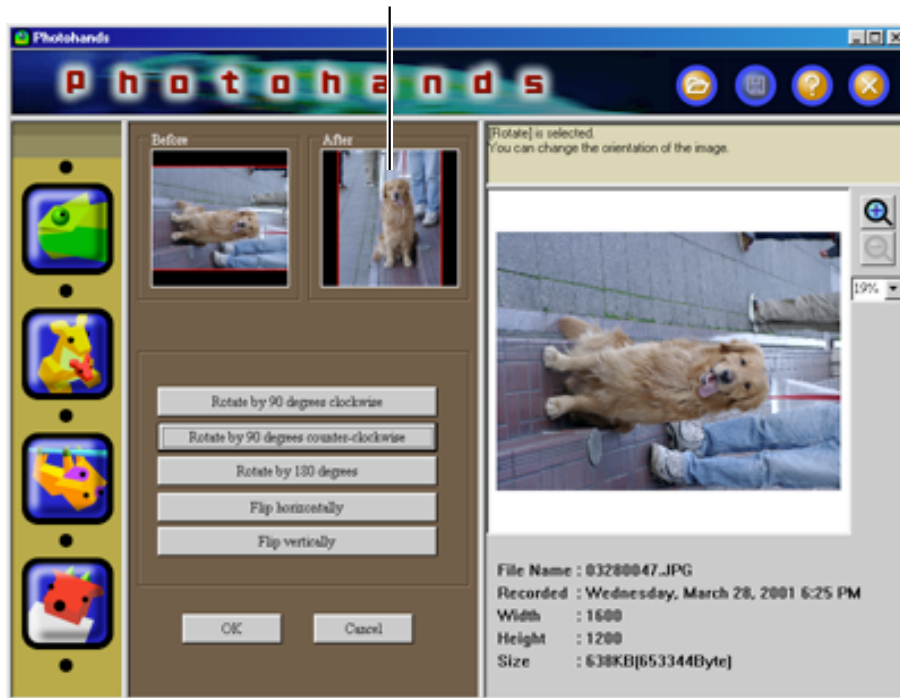 Photohands
Photohands
Before
After
[Rotate] is selected.
You can change the orientation of the image.
19%
Rotate by 90 degrees clockwise
Rotate by 90 degrees counter-clockwise
Rotate by 180 degrees
Flip horizontally
Flip vertically
OK
Cancel
File Name : 03280047.JPG
Recorded : Wednesday, March 28, 2001 6:25 PM
Width : 1600
Height : 1200
Size : 638KB[653344Byte]